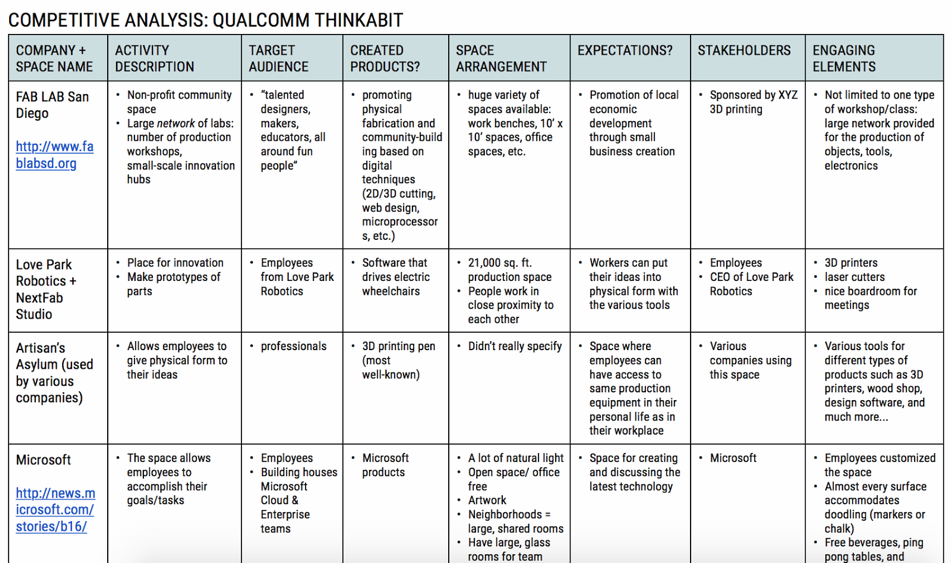 COMPETITIVE ANALYSIS: QUALCOMM THINKABIT
COMPANY +
SPACE NAME
ACTIVITY
DESCRIPTION
TARGET
AUDIENCE
CREATED
PRODUCTS?
SPACE
ARRANGEMENT
EXPECTATIONS?
STAKEHOLDERS
ENGAGING
ELEMENTS
FAB LAB San
Diego
http://www.fa
blabsd.org
• Non-profit community
space
• Large network of labs:
number of production
workshops,
small-scale innovation
hubs
• “talented
designers,
makers,
educators, all
around fun
people”
• promoting
physical
fabrication and
community-build
ing based on
digital
techniques
(2D/3D cutting,
web design,
microprocessor
s, etc.)
• huge variety of
spaces available:
work benches, 10’ x
10’ spaces, office
spaces, etc.
• Promotion of local
economic
development
through small
business creation
• Sponsored by XYZ
3D printing
• Not limited to one type
of workshop/class:
large network provided
for the production of
objects, tools,
electronics
Love Park
Robotics +
NextFab
Studio
• Place for innovation
• Make prototypes of
parts
• Employees
from Love Park
Robotics
• Software that
drives electric
wheelchairs
• 21,000 sq. ft.
production space
• People work in
close proximity to
each other
• Workers can put
their ideas into
physical form with
the various tools
• Employees
• CEO of Love Park
Robotics
• 3D printers
• laser cutters
• nice boardroom for
meetings
Artisan’s
Asylum (used
by various
companies)
• Allows employees to
give physical form to
their ideas
• professionals
• 3D printing pen
(most
well-known)
• Didn’t really specify
• Space where
employees can
have access to
same production
equipment in their
personal life as in
their workplace
• Various
companies using
this space
• Various tools for
different types of
products such as 3D
printers, wood shop,
design software, and
much more...
Microsoft
http://news.m
icrosoft.com/
stories/b16/
• The space allows
employees to
accomplish their
goals/tasks
• Employees
• Building houses
Microsoft
Cloud &
Enterprise
teams
• Microsoft
products
• A lot of natural light
• Open space/ office
free
• Artwork
• Neighborhoods =
large, shared rooms
• Have large, glass
rooms for team
• Space for creating
and discussing the
latest technology
• Microsoft
• Employees customized
the space
• Almost every surface
accommodates
doodling (markers or
chalk)
• Free beverages, ping
pong tables, and